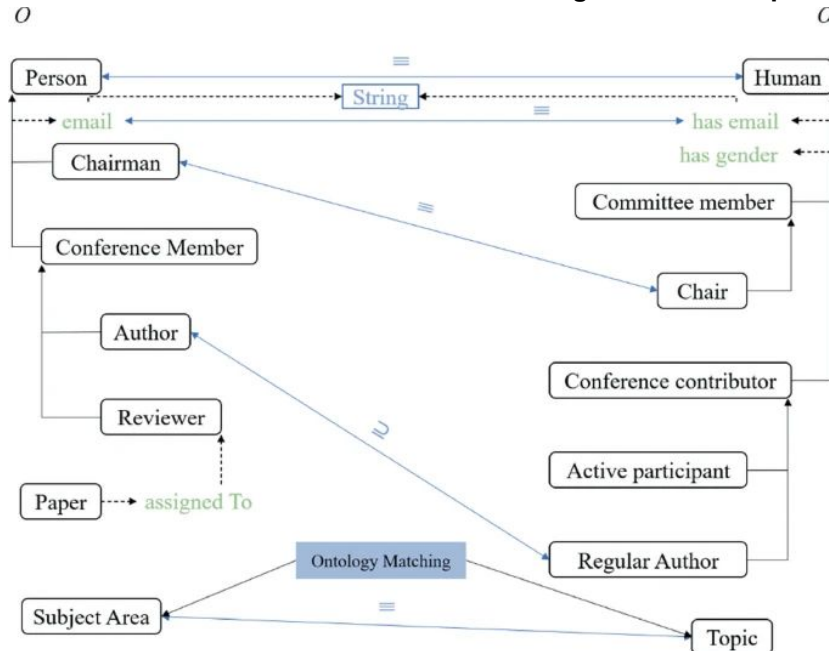 O
O
≡
Person
Human
String
≡
email
has email
has gender
Chairman
Committee member
≡
Conference Member
Chair
Author
Conference contributor
Reviewer
⊇
Active participant
Paper
assigned To
Ontology Matching
Regular Author
≡
Subject Area
Topic